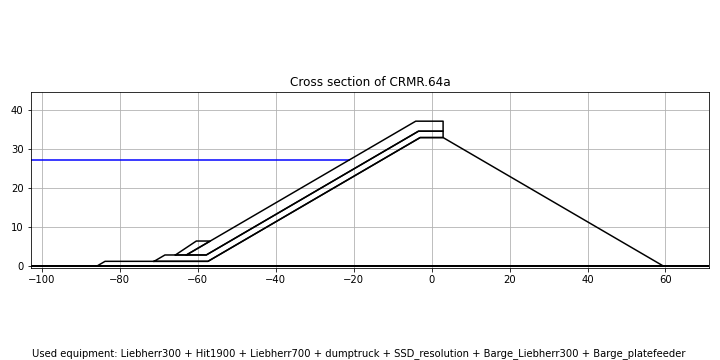 Cross section of CRMR.64a
40
30
20
10
0
−100 −80 −60 −40 −20 0 20 40 60
Used equipment: Liebherr300 + Hit1900 + Liebherr700 + dumptruck + SSD_resolution + Barge_Liebherr300 + Barge_platefeeder